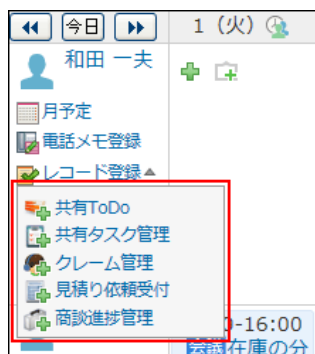 今日
1（火）
和田 一夫
月予定
電話メモ登録
レコード登録▲
共有ToDo
共有タスク管理
クレーム管理
見積り依頼受付
商談進捗管理
0-16:00
会議在庫の分